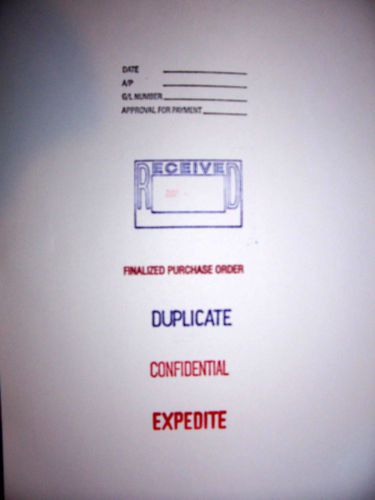 DATE
A/P
G/L NUMBER
APPROVAL FOR PAYMENT
RECEIVED
FINALIZED PURCHASE ORDER
DUPLICATE
CONFIDENTIAL
EXPEDITE